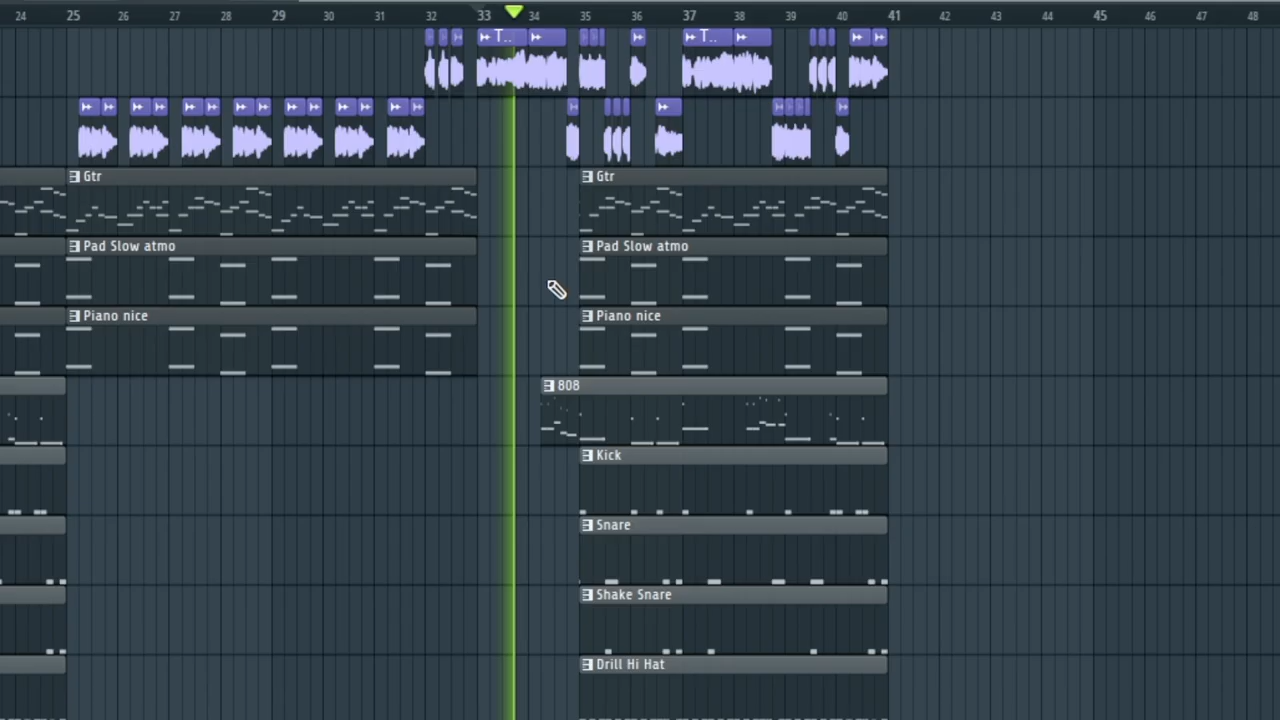 24 25 26 27 28 29 30 31 32 33 34 35 36 37 38 39 40 41 42 43 44 45 46 47 48
T.. T..
Gtr Gtr
Pad Slow atmo Pad Slow atmo
Piano nice Piano nice
808
Kick
Snare
Shake Snare
Drill Hi Hat